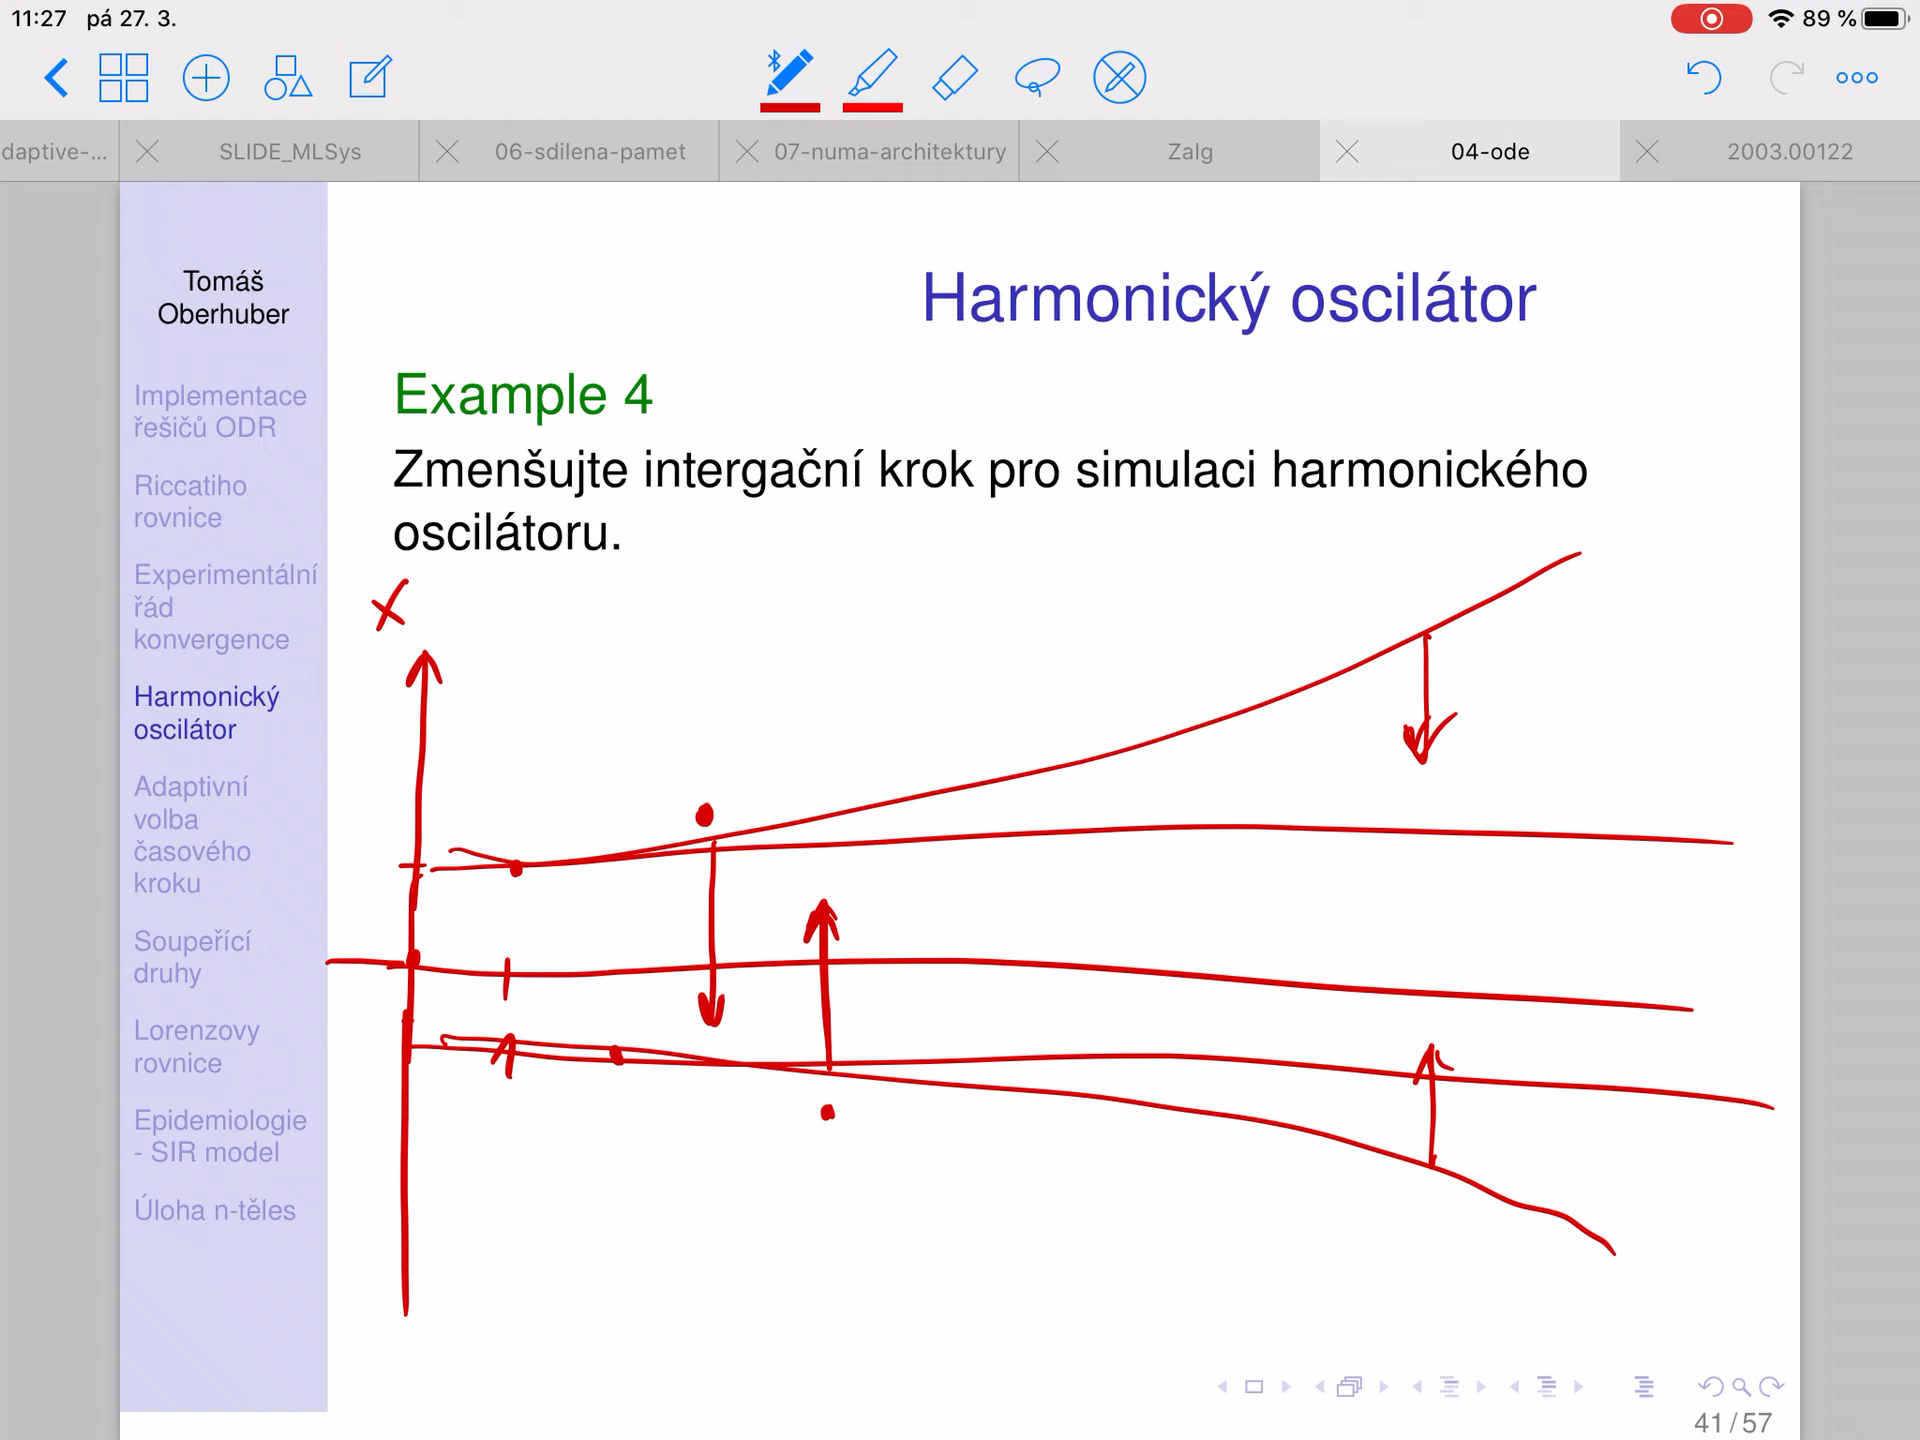 11:27 pá 27. 3.
89 %
daptive-...
SLIDE_MLSys
06-sdilena-pamet
07-numa-architektury
Zalg
04-ode
2003.00122
Tomáš
Oberhuber
Implementace
řešičů ODR
Riccatiho
rovnice
Experimentální
řád
konvergence
Harmonický
oscilátor
Adaptivní
volba
časového
kroku
Soupeřící
druhy
Lorenzovy
rovnice
Epidemiologie
- SIR model
Úloha n-těles
Harmonický oscilátor
Example 4
Zmenšujte intergační krok pro simulaci harmonického
oscilátoru.
x
41 / 57